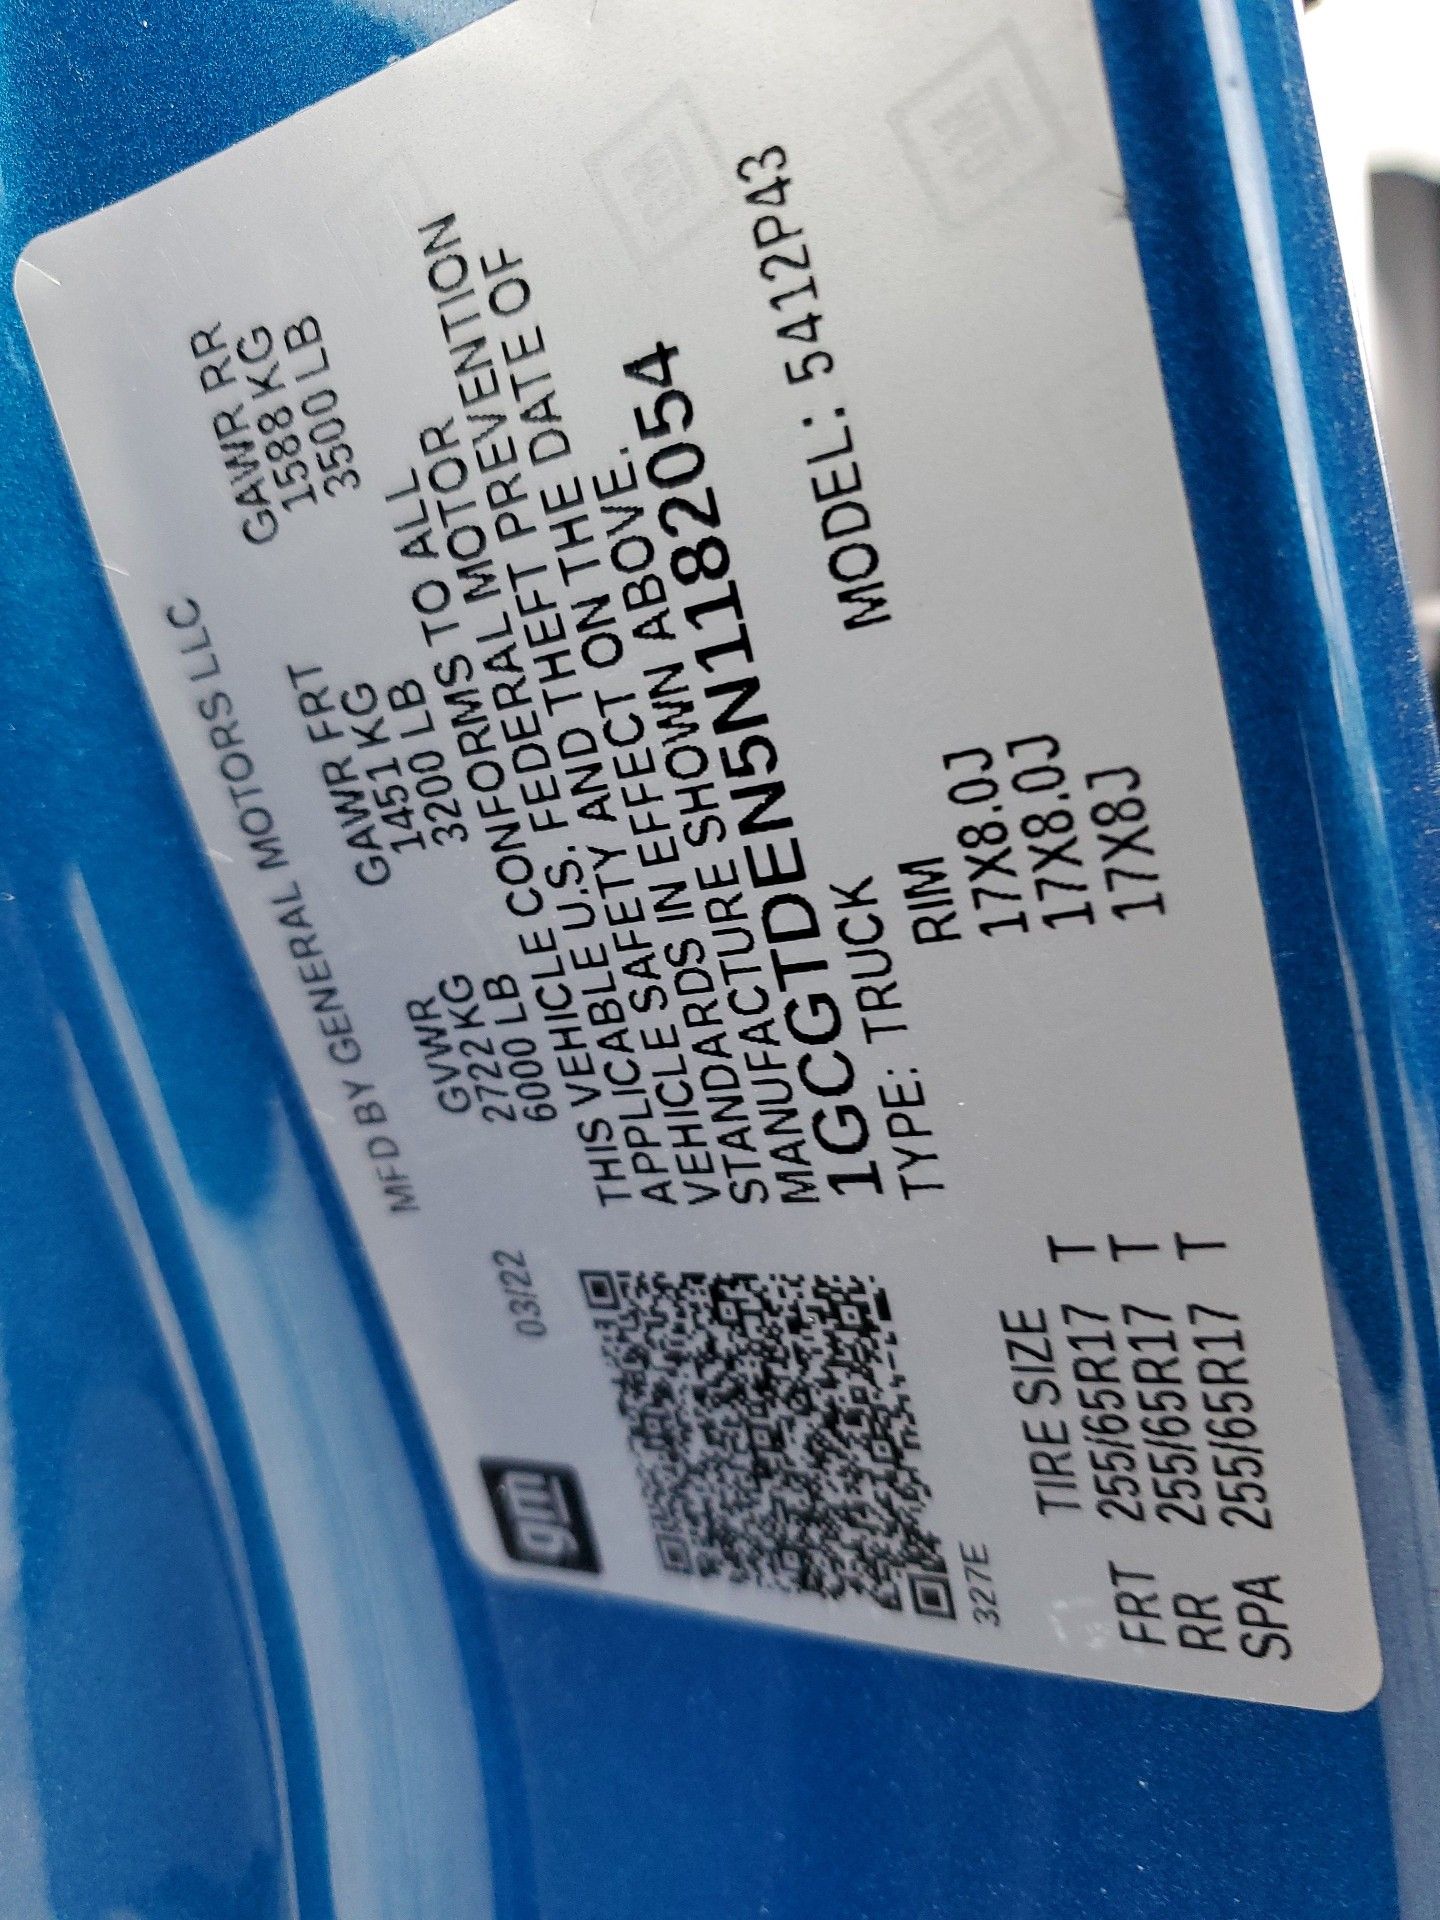 gm
MFD BY GENERAL MOTORS LLC
03/22
GVWR GAWR FRT GAWR RR
2722 KG 1451 KG 1588 KG
6000 LB 3200 LB 3500 LB
THIS VEHICLE CONFORMS TO ALL
APPLICABLE U.S. FEDERAL MOTOR
VEHICLE SAFETY AND THEFT PREVENTION
STANDARDS IN EFFECT ON THE DATE OF
MANUFACTURE SHOWN ABOVE.
1GCGTDEN5N1182054
TYPE: TRUCK MODEL: 5412P43
327E
TIRE SIZE RIM
FRT 255/65R17 T 17X8.0J
RR 255/65R17 T 17X8.0J
SPA 255/65R17 T 17X8J